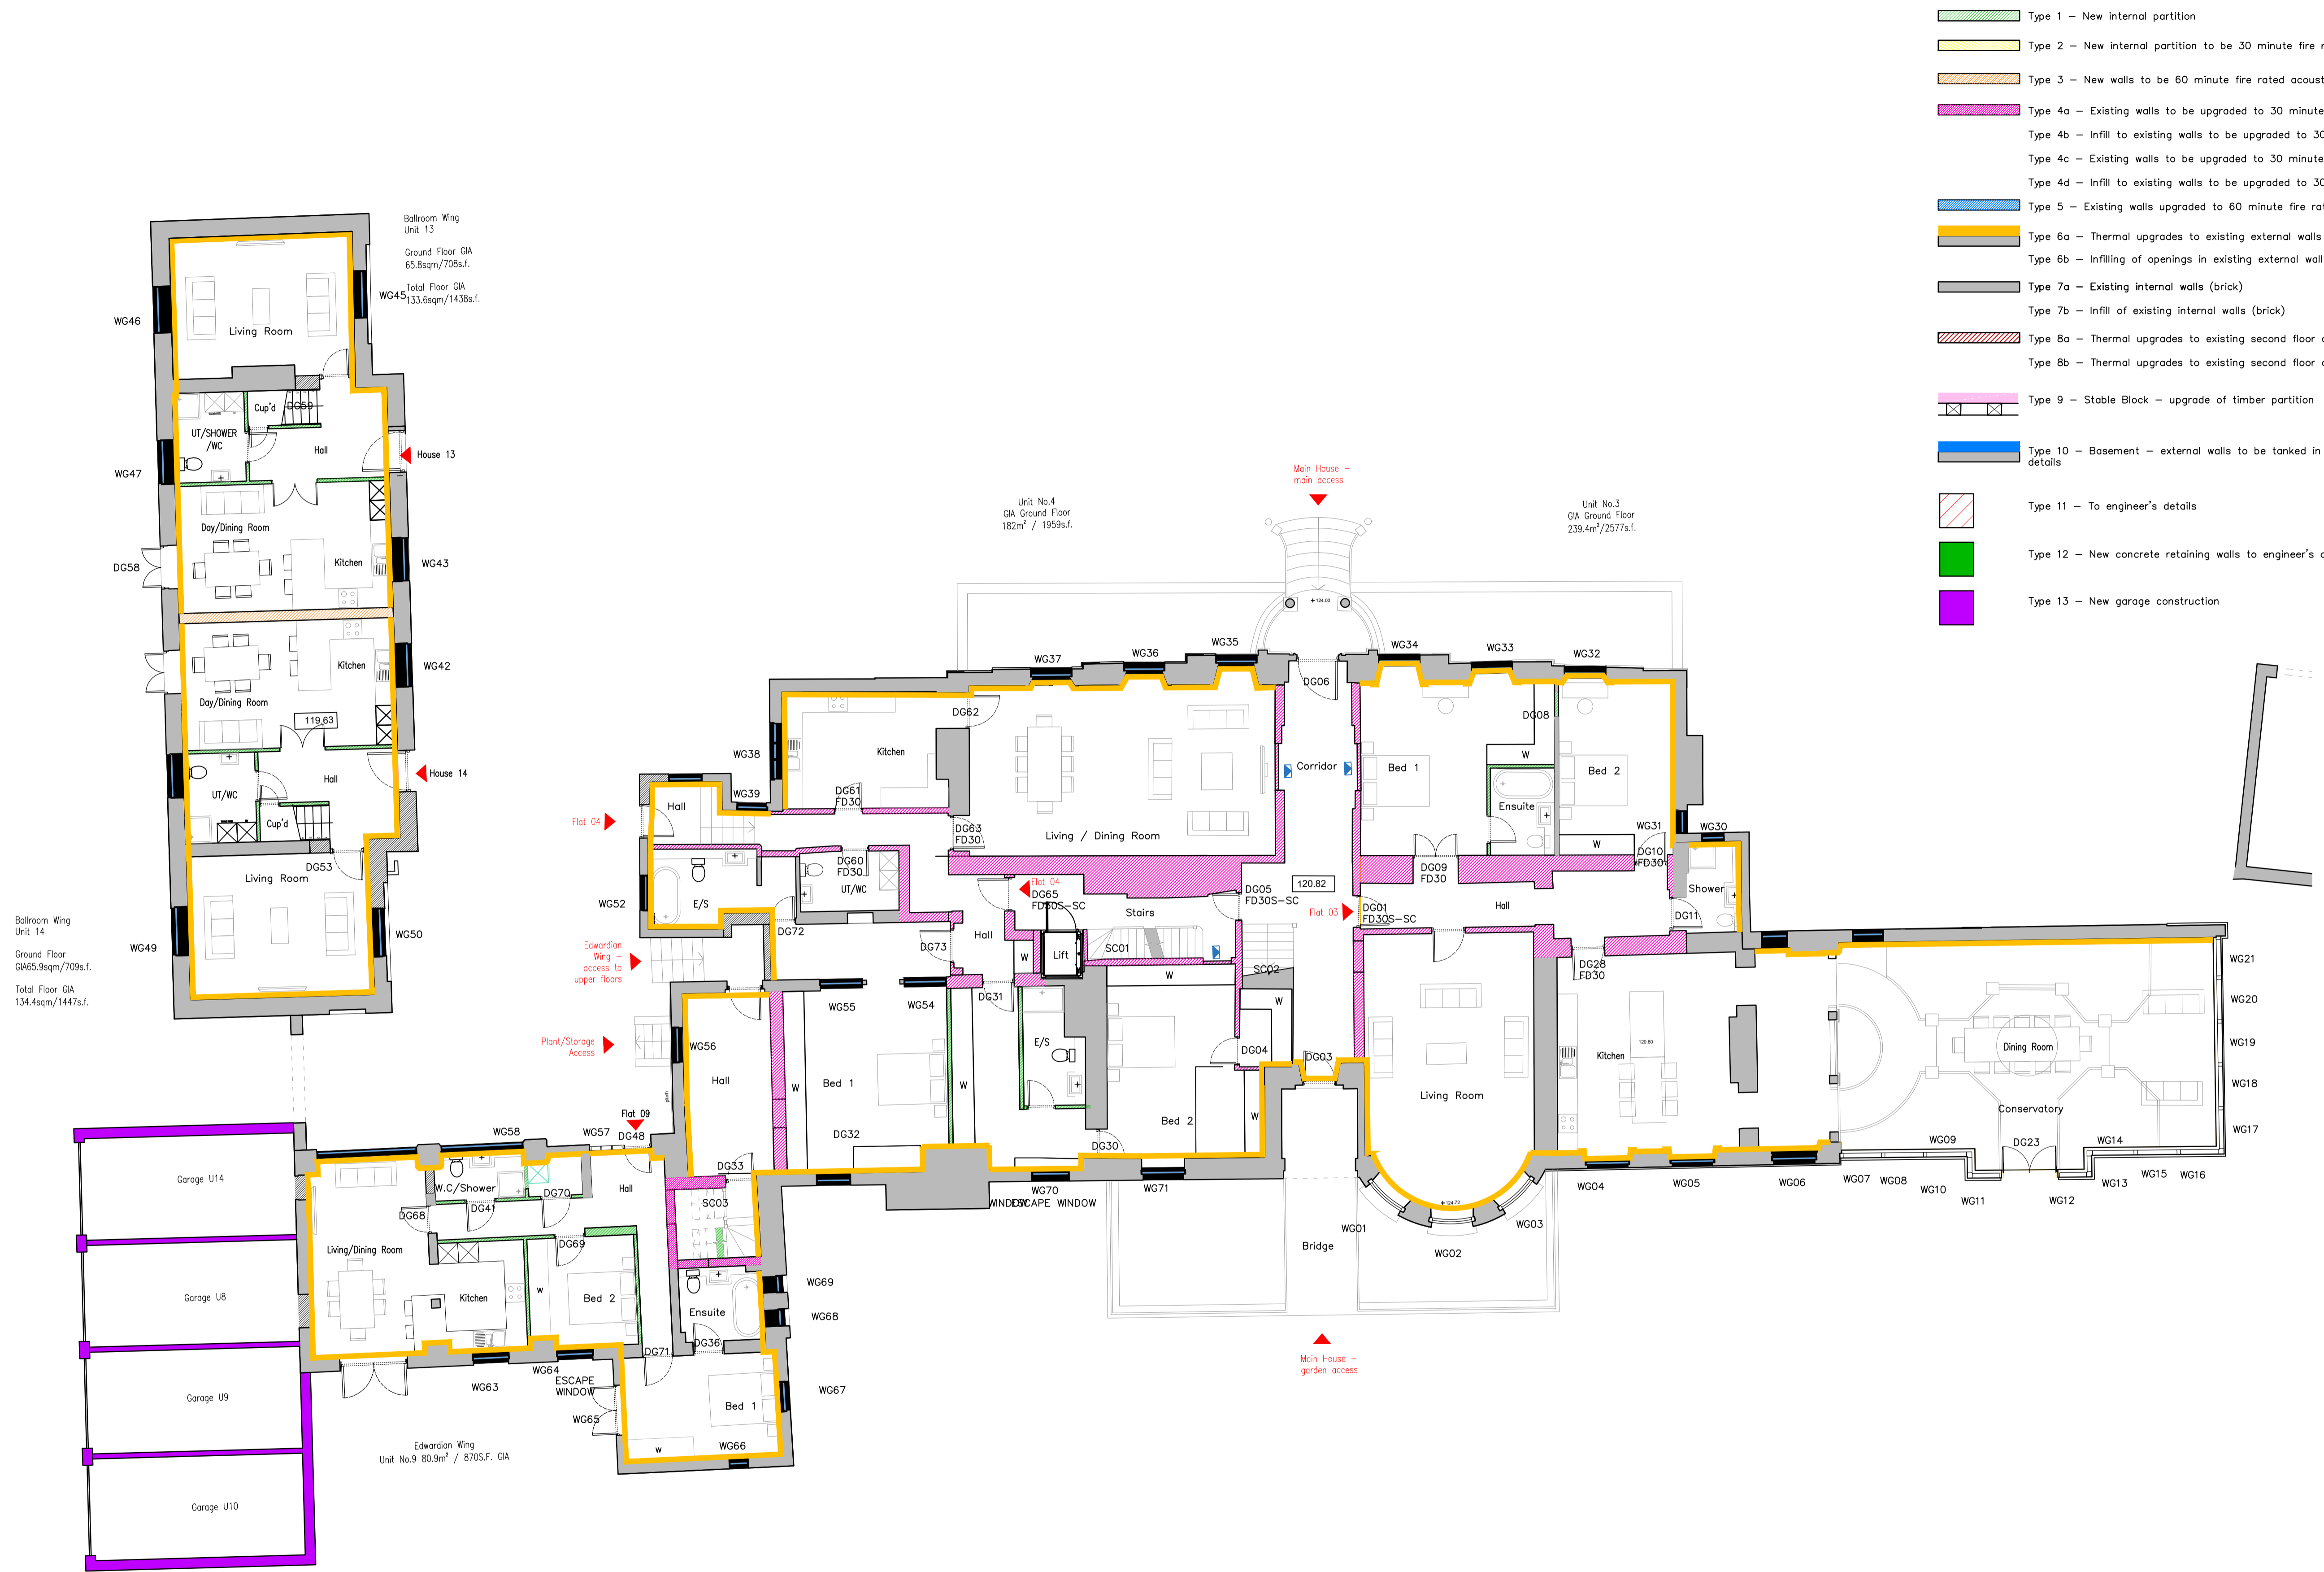 Type 1 – New internal partition
Type 2 – New internal partition to be 30 minute fire
Type 3 – New walls to be 60 minute fire rated
Type 4a – Existing walls to be upgraded to 30 minute
Type 4b – Infill to existing walls to be upgraded to
Type 4c – Existing walls to be upgraded to 30 minute
Type 4d – Infill to existing walls to be upgraded to
Type 5 – Existing walls upgraded to 60 minute fire
Type 6a – Thermal upgrades to existing external walls
Type 6b – Infilling of openings in existing external
Type 7a – Existing internal walls (brick)
Type 7b – Infill of existing internal walls (brick)
Type 8a – Thermal upgrades to existing second floor
Type 8b – Thermal upgrades to existing second floor
Type 9 – Stable Block – upgrade of timber partition
Type 10 – Basement – external walls to be tanked in
details
Type 11 – To engineer's details
Type 12 – New concrete retaining walls to engineer's
Type 13 – New garage construction
Ballroom Wing
Unit 13
Ground Floor GIA
65.8sqm/708s.f.
Total Floor GIA
133.6sqm/1438s.f.
WG45
WG46
Living Room
Cup'd
DG59
UT/SHOWER
/WC
Hall
House 13
WG47
Day/Dining Room
Kitchen
DG58
WG43
Kitchen
WG42
Day/Dining Room
119.63
Hall
House 14
UT/WC
Cup'd
DG53
Living Room
WG49
WG50
Ballroom Wing
Unit 14
Ground Floor
GIA65.9sqm/709s.f.
Total Floor GIA
134.4sqm/1447s.f.
Main House –
main access
Unit No.4
GIA Ground Floor
182m² / 1959s.f.
Unit No.3
GIA Ground Floor
239.4m²/2577s.f.
+124.00
WG37
WG36
WG35
WG34
WG33
WG32
DG06
DG62
DG08
WG38
Kitchen
Corridor
Bed 1
W
Bed 2
WG39
Hall
DG61
FD30
Ensuite
Flat 04
DG63
FD30
Living / Dining Room
WG31
WG30
W
DG10
FD30
DG60
FD30
DG09
FD30
UT/WC
Flat 04
DG65
FD30S-SC
DG05
FD30S-SC
120.82
Shower
WG52
E/S
Stairs
Flat 03
DG01
FD30S-SC
Hall
DG11
DG72
DG73
Hall
Edwardian
Wing –
access to
upper floors
W
Lift
SC01
SC02
W
DG28
FD30
WG55
WG54
DG31
W
WG56
Plant/Storage
Access
E/S
DG04
DG03
Kitchen
120.80
Dining Room
Hall
Bed 1
W
W
Living Room
Conservatory
Bed 2
W
DG32
DG30
DG33
WG70
WINDOW
ESCAPE WINDOW
WG71
WG21
WG20
WG19
WG18
WG17
WG09
DG23
WG14
WG04
WG05
WG06
WG07
WG08
WG10
WG11
WG12
WG13
WG15
WG16
+124.72
WG01
WG02
WG03
Bridge
Main House –
garden access
Flat 09
WG58
WG57
DG48
Garage U14
W.C/Shower
DG70
Hall
DG68
DG41
SC03
Living/Dining Room
DG69
Garage U8
Kitchen
W
Bed 2
WG69
Ensuite
WG68
DG36
DG71
WG64
WG63
ESCAPE
WINDOW
WG67
Garage U9
Bed 1
WG65
WG66
W
Edwardian Wing
Unit No.9 80.9m² / 870S.F. GIA
Garage U10